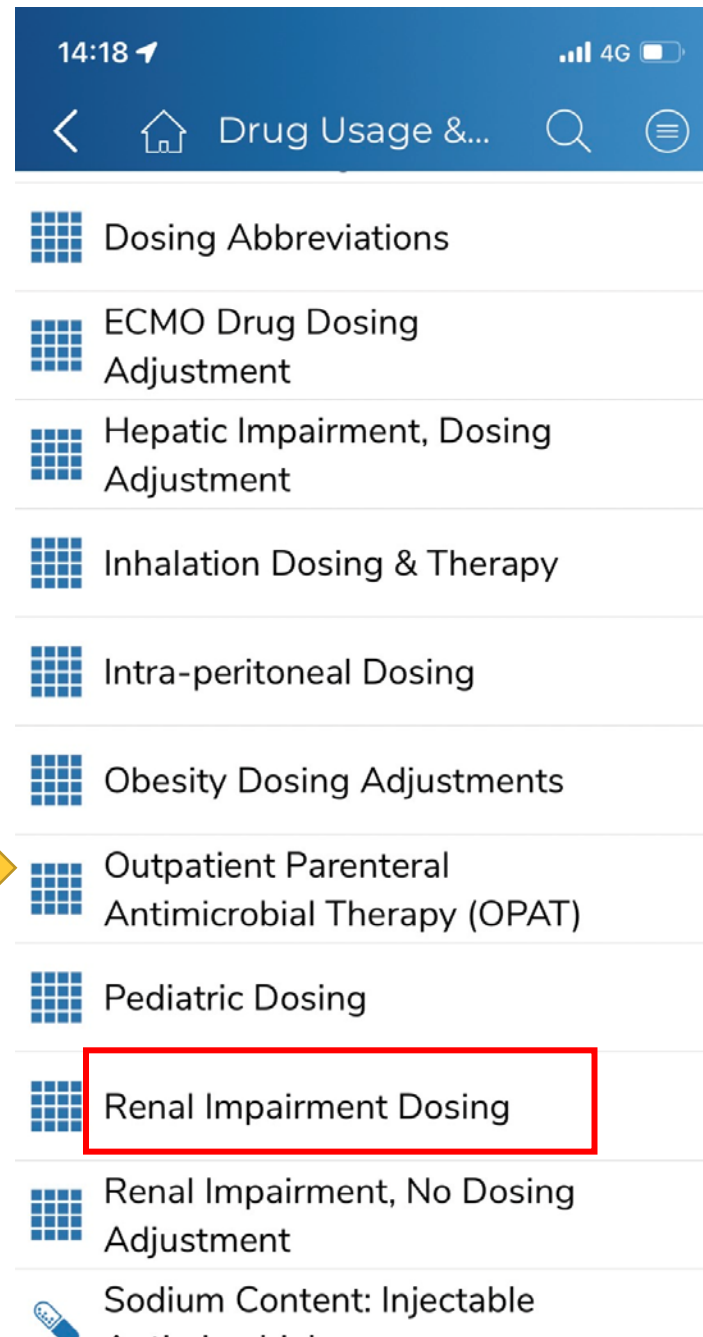 14:18
4G
Drug Usage &...
Dosing Abbreviations
ECMO Drug Dosing
Adjustment
Hepatic Impairment, Dosing
Adjustment
Inhalation Dosing & Therapy
Intra-peritoneal Dosing
Obesity Dosing Adjustments
Outpatient Parenteral
Antimicrobial Therapy (OPAT)
Pediatric Dosing
Renal Impairment Dosing
Renal Impairment, No Dosing
Adjustment
Sodium Content: Injectable